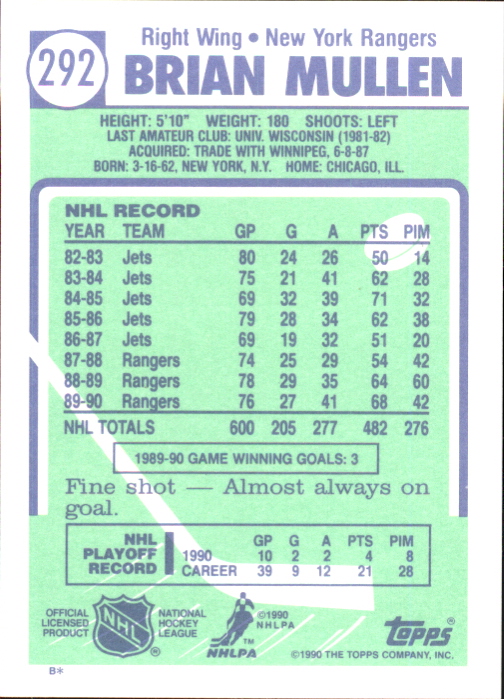 292
Right Wing • New York Rangers
BRIAN MULLEN
HEIGHT: 5'10" WEIGHT: 180 SHOOTS: LEFT
LAST AMATEUR CLUB: UNIV. WISCONSIN (1981-82)
ACQUIRED: TRADE WITH WINNIPEG, 6-8-87
BORN: 3-16-62, NEW YORK, N.Y. HOME: CHICAGO, ILL.
NHL RECORD
YEAR TEAM GP G A PTS PIM
82-83 Jets 80 24 26 50 14
83-84 Jets 75 21 41 62 28
84-85 Jets 69 32 39 71 32
85-86 Jets 79 28 34 62 38
86-87 Jets 69 19 32 51 20
87-88 Rangers 74 25 29 54 42
88-89 Rangers 78 29 35 64 60
89-90 Rangers 76 27 41 68 42
NHL TOTALS 600 205 277 482 276
1989-90 GAME WINNING GOALS: 3
Fine shot — Almost always on
goal.
NHL PLAYOFF RECORD
GP G A PTS PIM
1990 10 2 2 4 8
CAREER 39 9 12 21 28
OFFICIAL
LICENSED
PRODUCT
NHL
®
NATIONAL
HOCKEY
LEAGUE
©1990
NHLPA
TM
NHLPA
TOPPS®
©1990 THE TOPPS COMPANY, INC.
B*